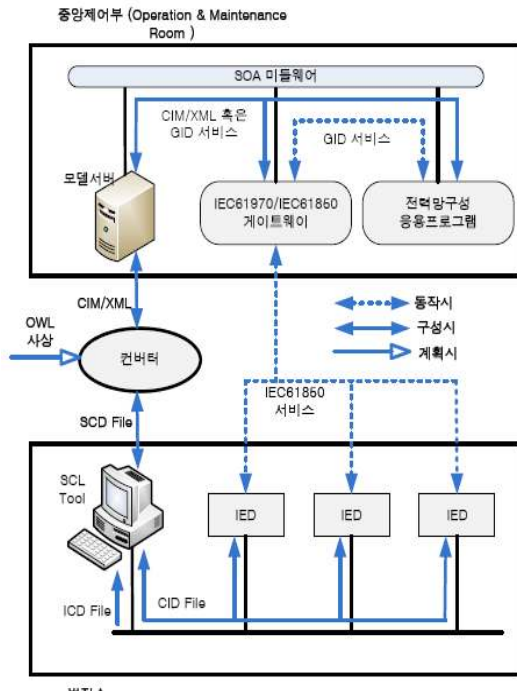 중앙제어부 (Operation & Maintenance
Room )
SOA 미들웨어
CIM/XML 혹은
GID 서비스
GID 서비스
모델서버
IEC61970/IEC61850
게이트웨이
전력망구성
응용프로그램
CIM/XML
동작시
구성시
계획시
OWL
사상
컨버터
IEC61850
서비스
SCD File
SCL
Tool
IED
IED
IED
CID File
ICD File